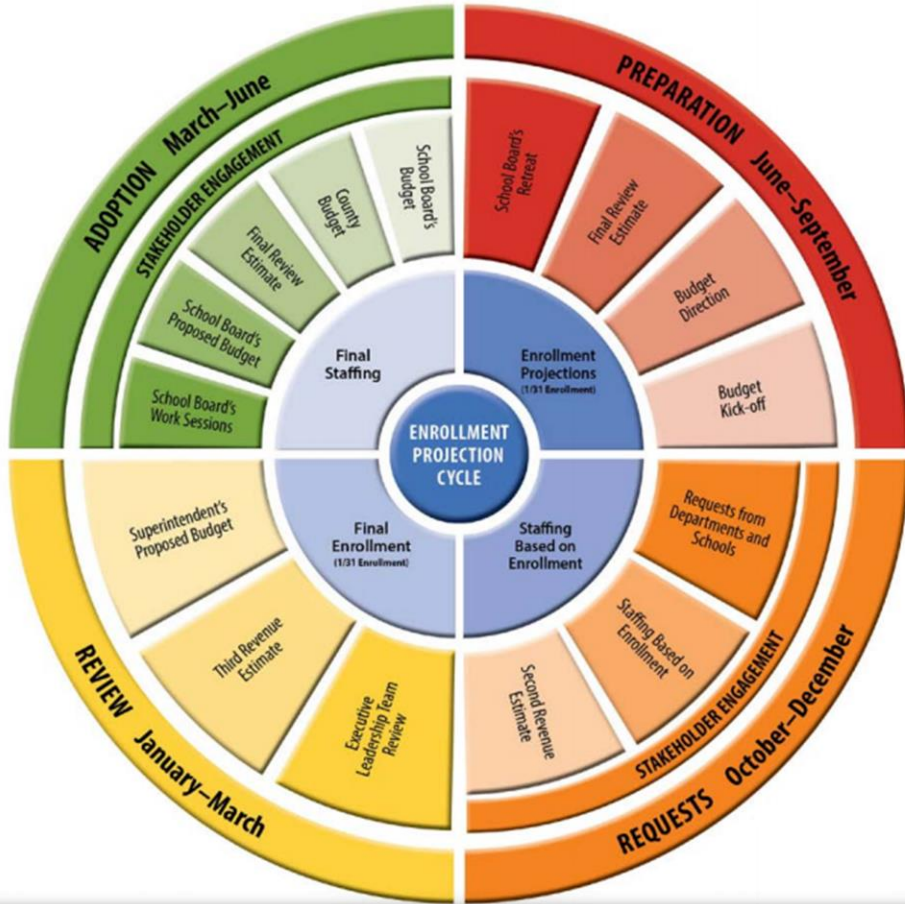 ADOPTION March–June
STAKEHOLDER ENGAGEMENT
School Board's
Work Sessions
School Board's
Proposed Budget
Final Review
Estimate
County
Budget
School Board's
Budget
PREPARATION June–September
School Board's
Retreat
Final Review
Estimate
Budget
Direction
Budget
Kick-off
Final
Staffing
Enrollment
Projections
(1/31 Enrollment)
ENROLLMENT
PROJECTION
CYCLE
Final
Enrollment
(1/31 Enrollment)
Staffing
Based on
Enrollment
Requests from
Departments and
Schools
Staffing Based on
Enrollment
Second Revenue
Estimate
STAKEHOLDER ENGAGEMENT
REQUESTS October–December
Executive
Leadership Team
Review
Third Revenue
Estimate
Superintendent's
Proposed Budget
REVIEW January–March